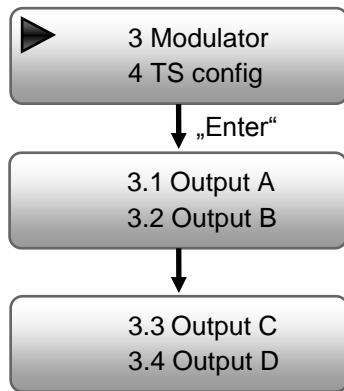 3 Modulator
4 TS config
„Enter“
3.1 Output A
3.2 Output B
3.3 Output C
3.4 Output D